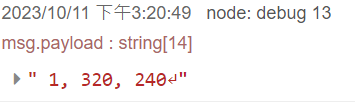 2023/10/11 下午3:20:49 node: debug 13
msg.payload : string[14]
" 1, 320, 240↵"